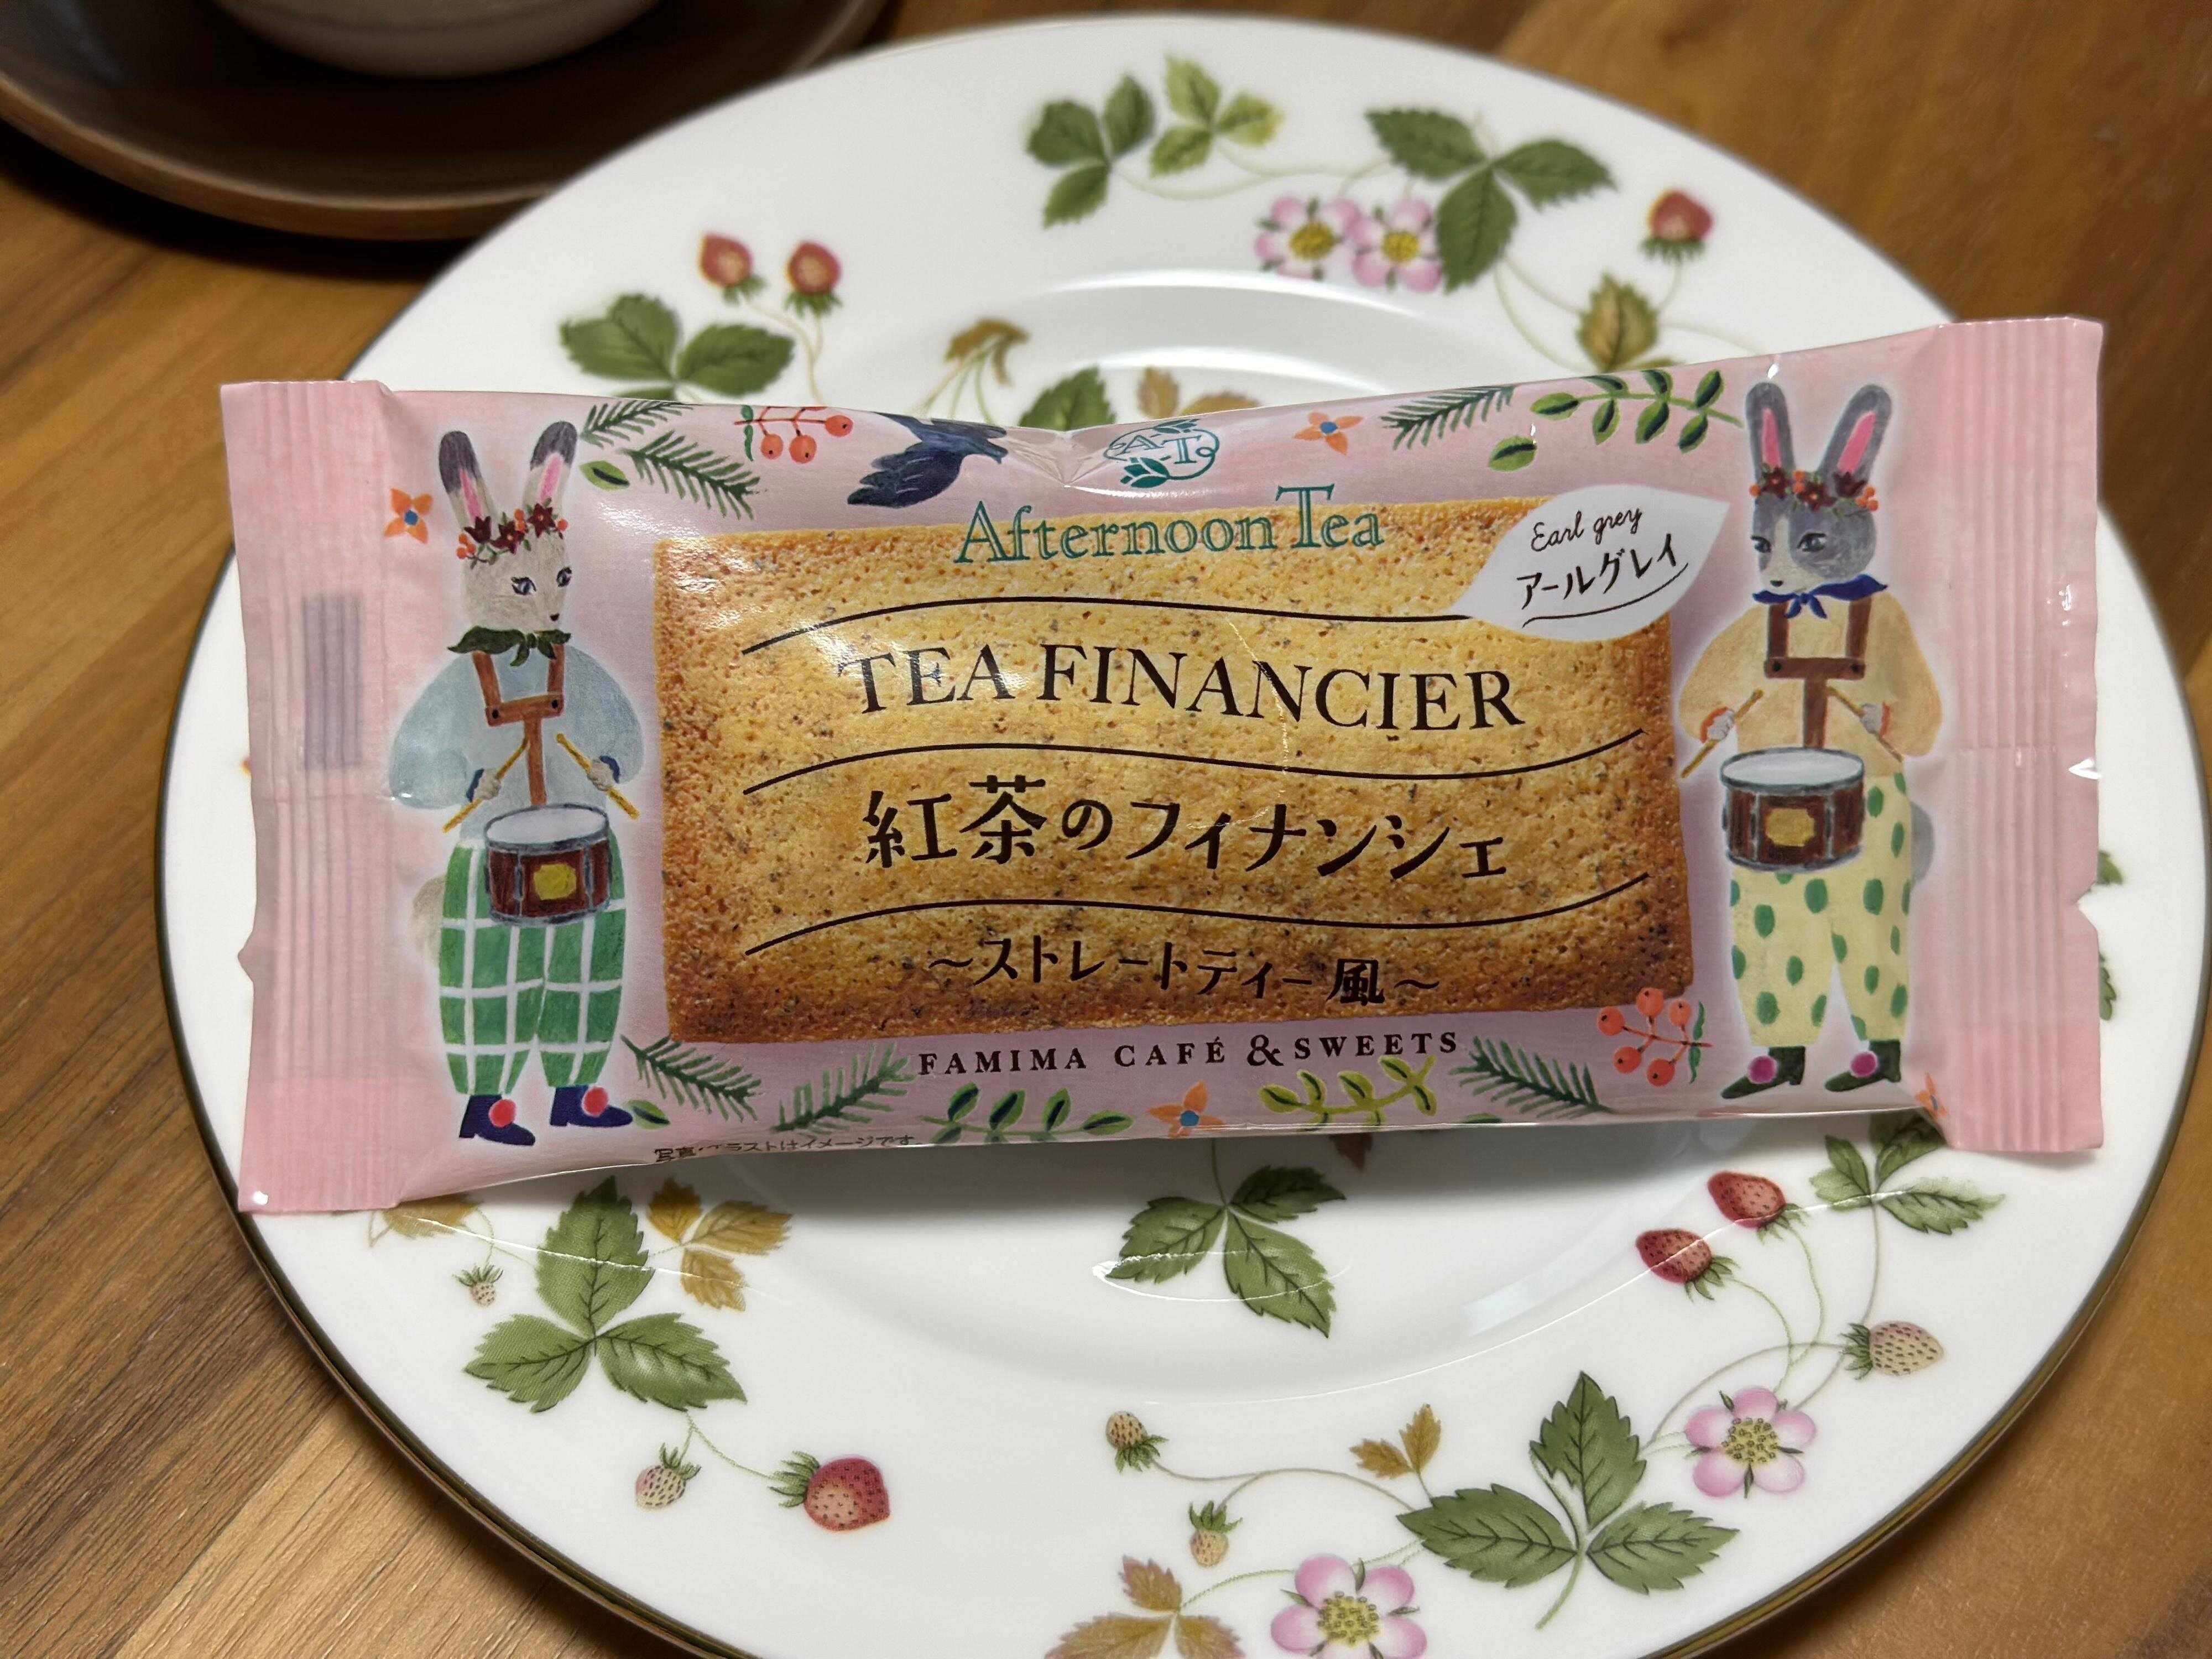 AT
Afternoon Tea
Earl grey
アールグレイ
TEA FINANCIER
紅茶のフィナンシェ
～ストレートティー風～
FAMIMA CAFÉ & SWEETS
写真・イラストはイメージです